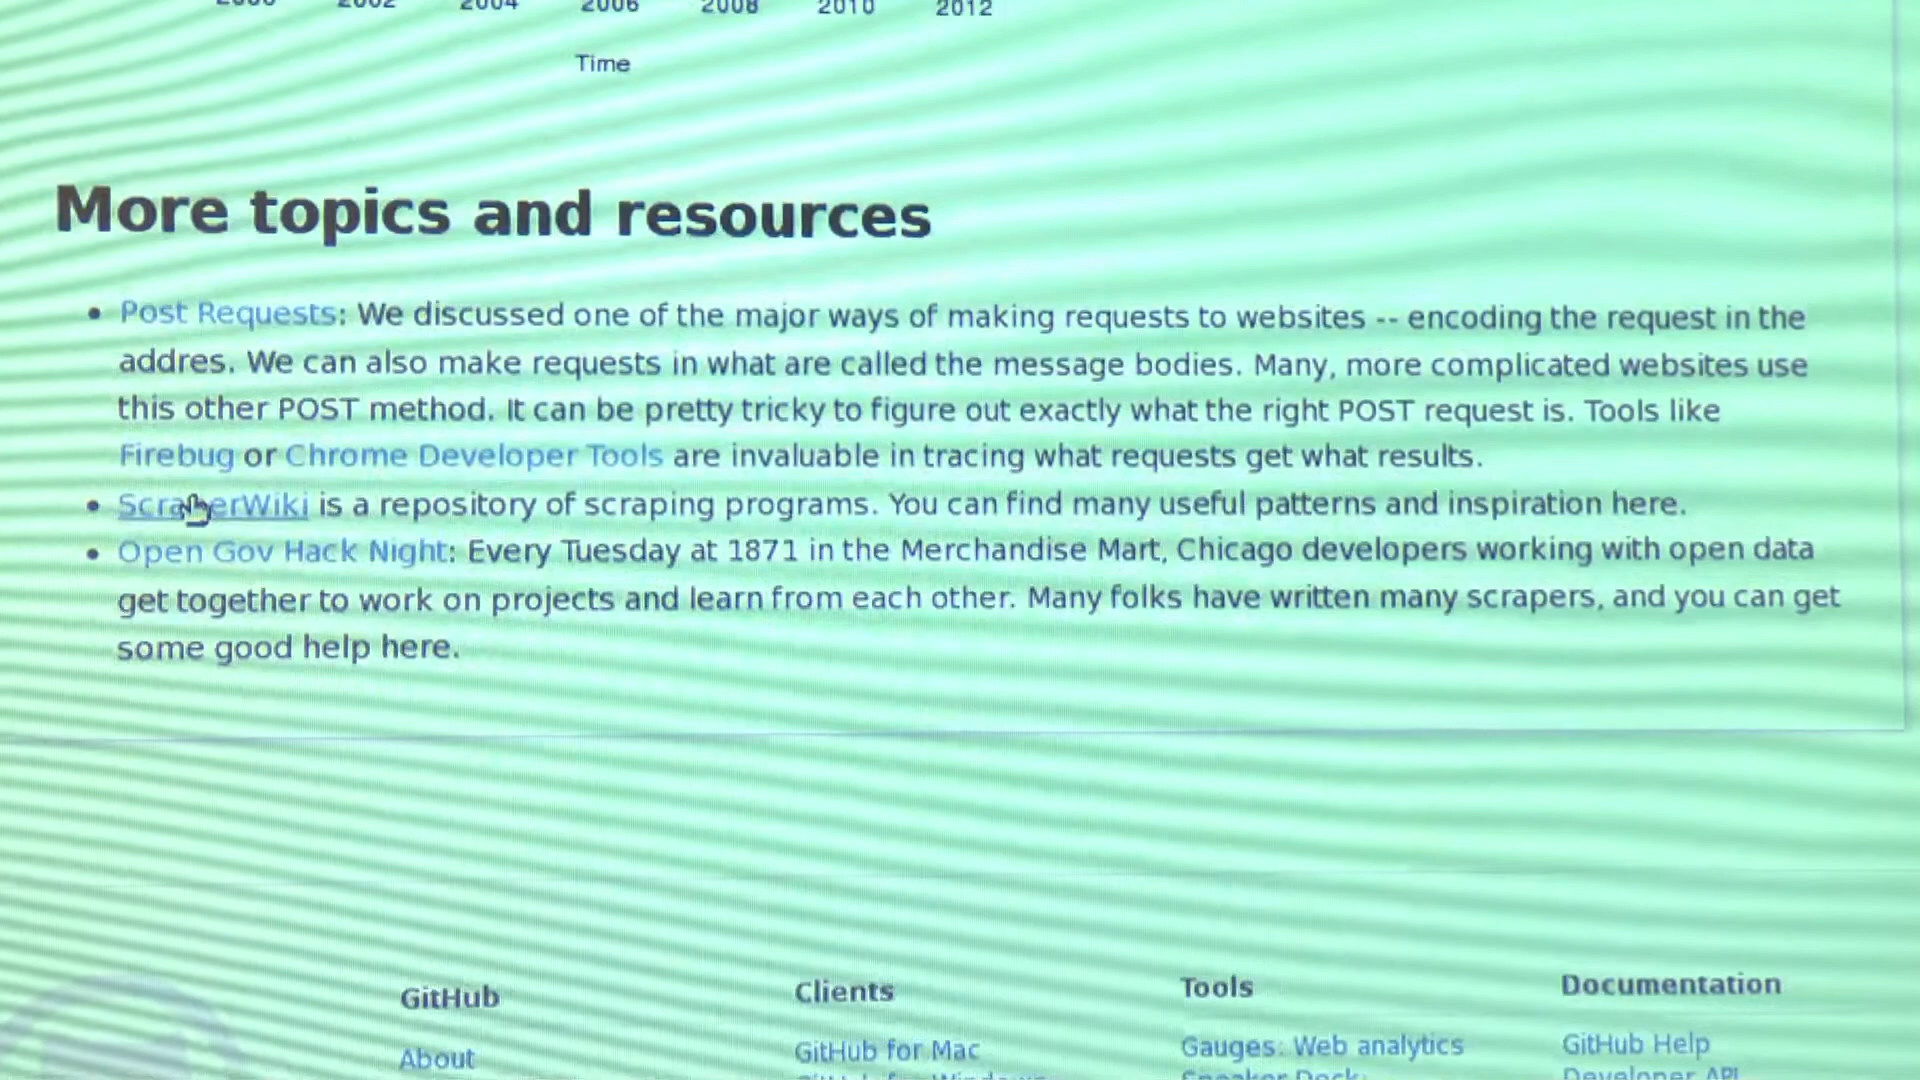 2000 2002 2004 2006 2008 2010 2012
Time
More topics and resources
Post Requests: We discussed one of the major ways of making requests to websites -- encoding the request in the
addres. We can also make requests in what are called the message bodies. Many, more complicated websites use
this other POST method. It can be pretty tricky to figure out exactly what the right POST request is. Tools like
Firebug or Chrome Developer Tools are invaluable in tracing what requests get what results.
ScraperWiki is a repository of scraping programs. You can find many useful patterns and inspiration here.
Open Gov Hack Night: Every Tuesday at 1871 in the Merchandise Mart, Chicago developers working with open data
get together to work on projects and learn from each other. Many folks have written many scrapers, and you can get
some good help here.
GitHub Clients Tools Documentation
About GitHub for Mac Gauges: Web analytics GitHub Help
GitHub for Windows Speaker Deck: Developer API